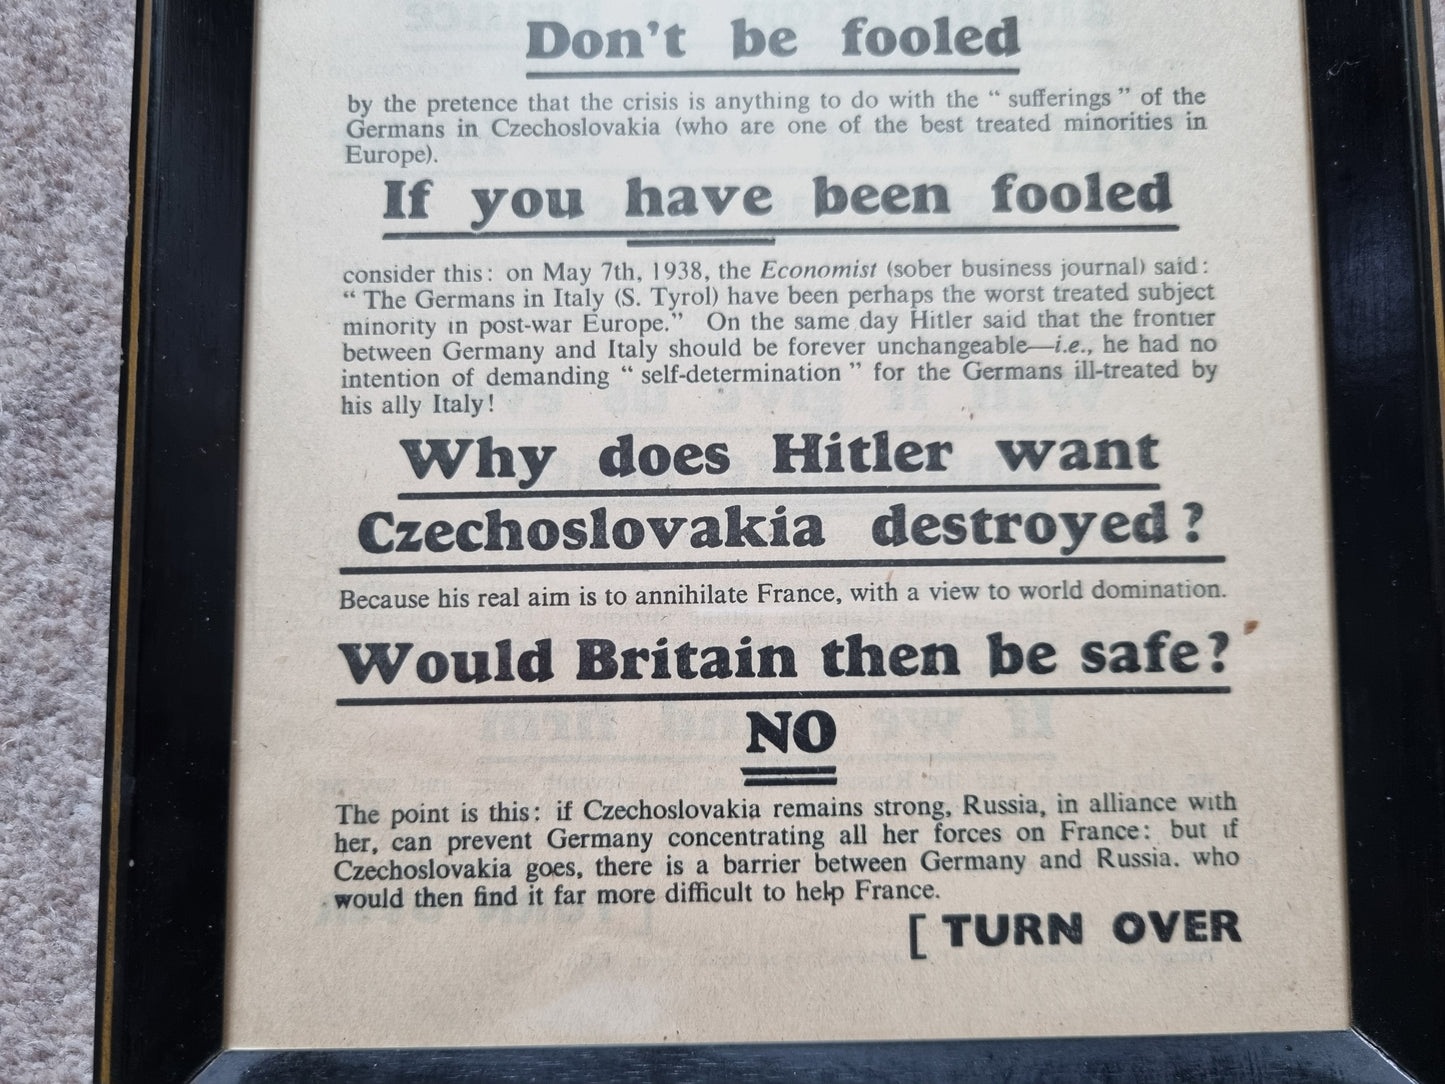 Don't be fooled
by the pretence that the crisis is anything to do with the “ sufferings ” of the
Germans in Czechoslovakia (who are one of the best treated minorities in
Europe).
If you have been fooled
consider this: on May 7th, 1938, the Economist (sober business journal) said:
“ The Germans in Italy (S. Tyrol) have been perhaps the worst treated subject
minority in post-war Europe.” On the same day Hitler said that the frontier
between Germany and Italy should be forever unchangeable—i.e., he had no
intention of demanding “ self-determination ” for the Germans ill-treated by
his ally Italy!
Why does Hitler want
Czechoslovakia destroyed?
Because his real aim is to annihilate France, with a view to world domination.
Would Britain then be safe?
NO
The point is this: if Czechoslovakia remains strong, Russia, in alliance with
her, can prevent Germany concentrating all her forces on France: but if
Czechoslovakia goes, there is a barrier between Germany and Russia. who
would then find it far more difficult to help France.
[ TURN OVER